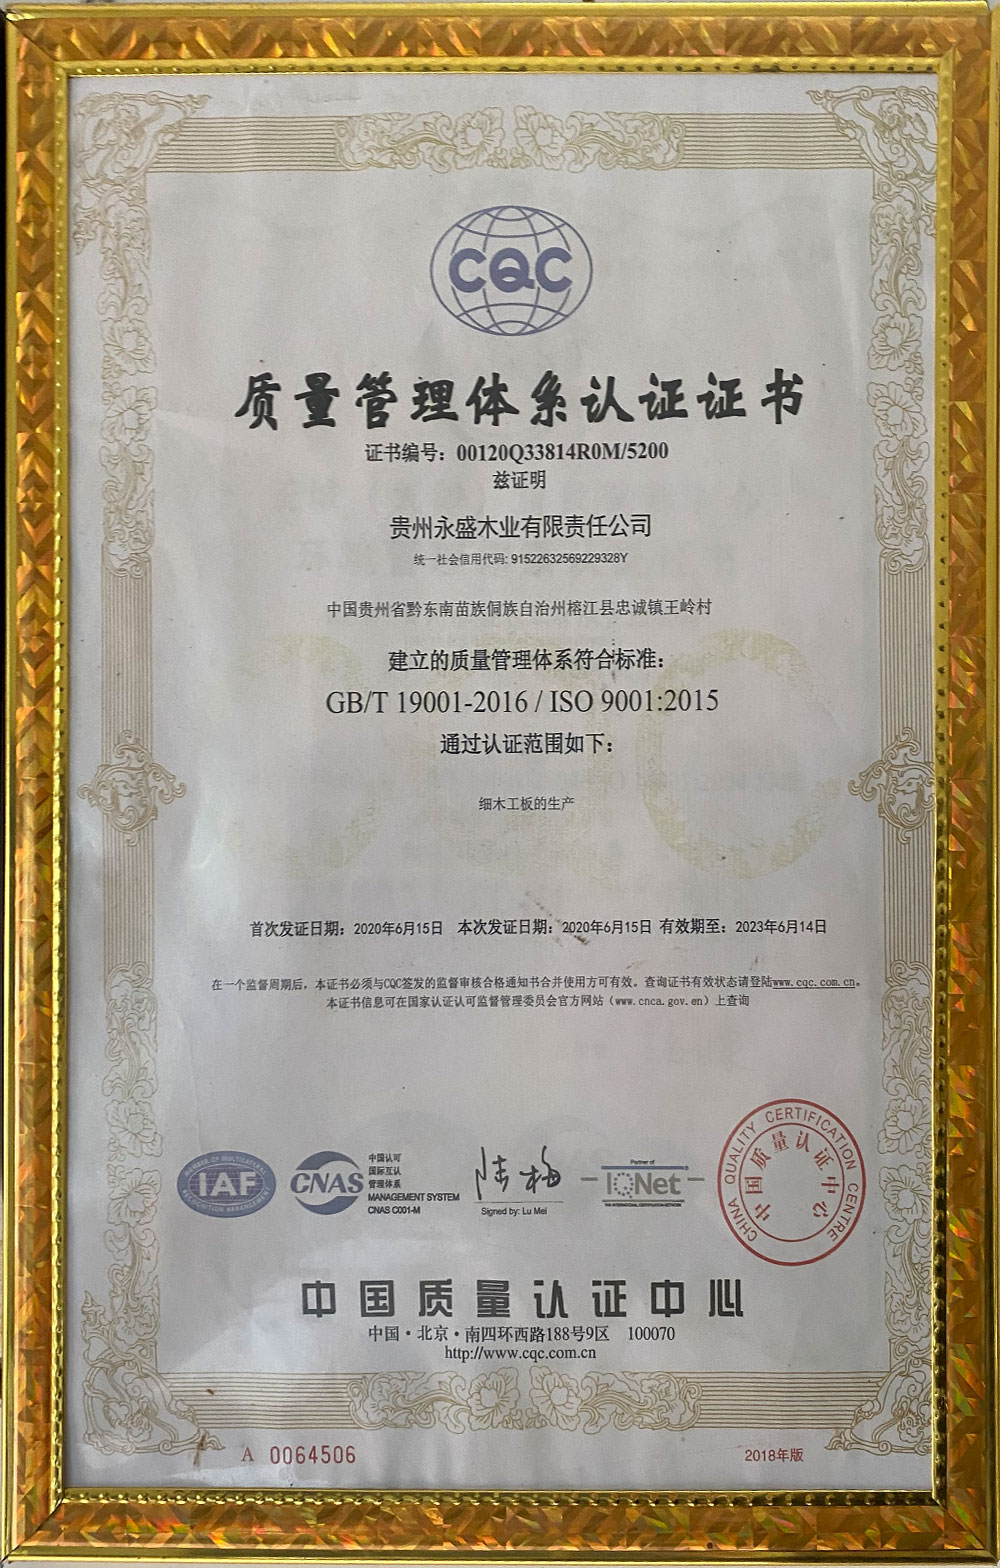 CQC
质量管理体系认证证书
证书编号：00120Q33814R0M/5200
兹证明
贵州永盛木业有限责任公司
统一社会信用代码: 91522632569229328Y
中国贵州省黔东南苗族侗族自治州榕江县忠诚镇王岭村
建立的质量管理体系符合标准：
GB/T 19001-2016 / ISO 9001:2015
通过认证范围如下：
细木工板的生产
首次发证日期：2020年6月15日 本次发证日期：2020年6月15日 有效期至：2023年6月14日
在一个监督周期后，本证书必须与CQC签发的监督审核合格通知书合并使用方可有效。查询证书有效状态请登陆www.cqc.com.cn。
本证书信息可在国家认证认可监督管理委员会官方网站（www.cnca.gov.en）上查询
MEMBER OF MULTILATERAL
IAF
RECOGNITION ARRANGEMENT
CNAS
中国认可
国际互认
管理体系
MANAGEMENT SYSTEM
CNAS C001-M
陆梅
Signed by: Lu Mei
Partner of
IQNet
THE INTERNATIONAL CERTIFICATION NETWORK
CHINA QUALITY CERTIFICATION CENTRE
中国质量认证中心
中国质量认证中心
中国·北京·南四环西路188号9区 100070
http://www.cqc.com.cn
A 0064506
2018年版